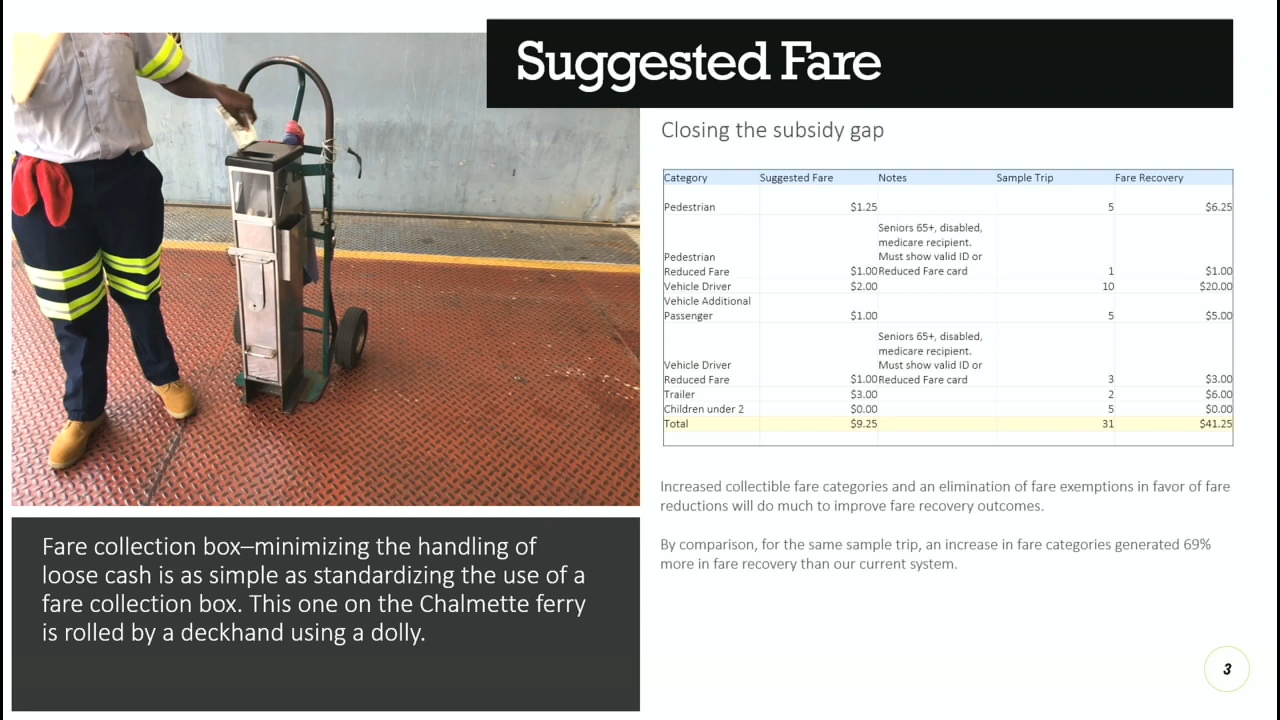 Suggested Fare
Closing the subsidy gap
Category Suggested Fare Notes Sample Trip Fare Recovery
Pedestrian $1.25 5 $6.25
Seniors 65+, disabled,
medicare recipient.
Pedestrian Must show valid ID or
Reduced Fare $1.00 Reduced Fare card 1 $1.00
Vehicle Driver $2.00 10 $20.00
Vehicle Additional
Passenger $1.00 5 $5.00
Seniors 65+, disabled,
medicare recipient.
Vehicle Driver Must show valid ID or
Reduced Fare $1.00 Reduced Fare card 3 $3.00
Trailer $3.00 2 $6.00
Children under 2 $0.00 5 $0.00
Total $9.25 31 $41.25
Increased collectible fare categories and an elimination of fare exemptions in favor of fare
reductions will do much to improve fare recovery outcomes.
By comparison, for the same sample trip, an increase in fare categories generated 69%
more in fare recovery than our current system.
Fare collection box–minimizing the handling of
loose cash is as simple as standardizing the use of a
fare collection box. This one on the Chalmette ferry
is rolled by a deckhand using a dolly.
3